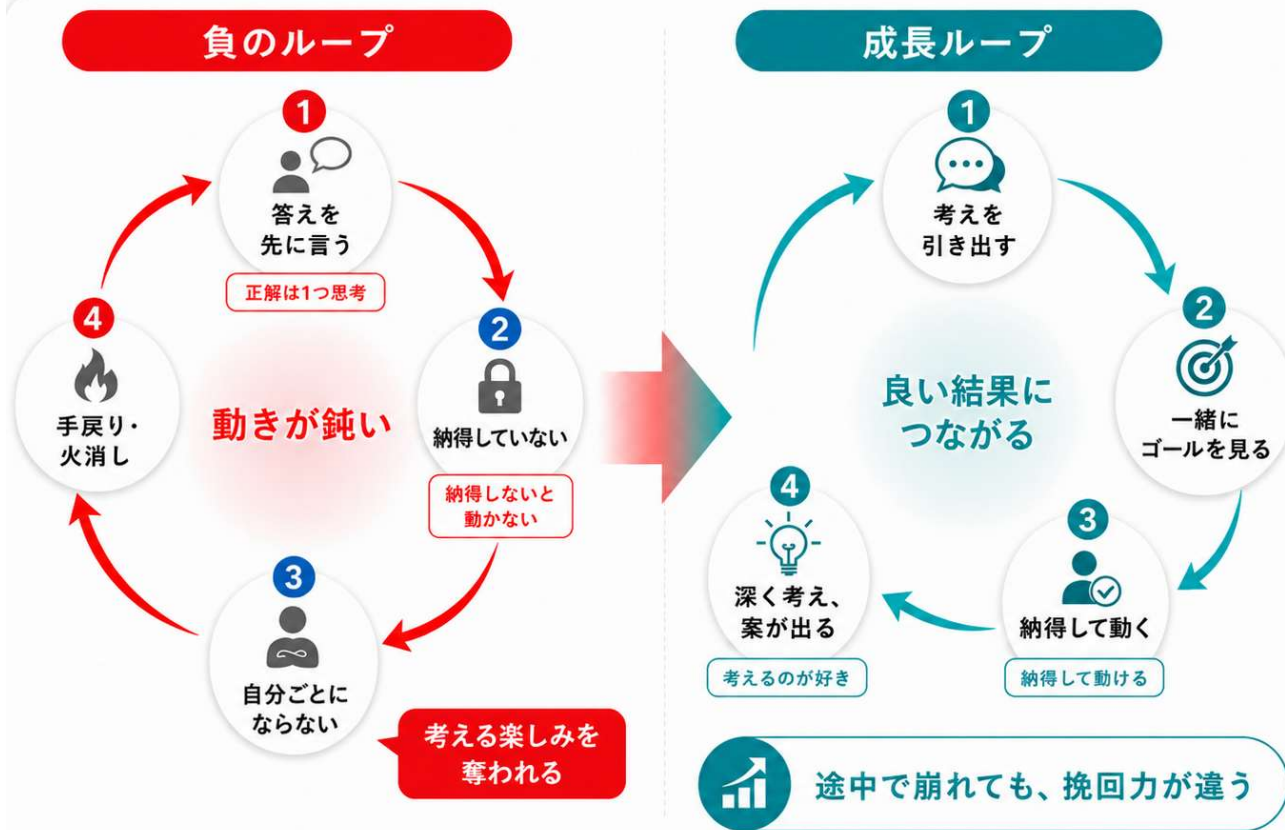 負のループ
1
答えを
先に言う
正解は1つ思考
2
納得していない
納得しないと
動かない
3
自分ごとに
ならない
考える楽しみを
奪われる
4
手戻り・
火消し
動きが鈍い
成長ループ
1
考えを
引き出す
2
一緒に
ゴールを見る
3
納得して動く
納得して動ける
4
深く考え、
案が出る
考えるのが好き
良い結果に
つながる
途中で崩れても、挽回力が違う